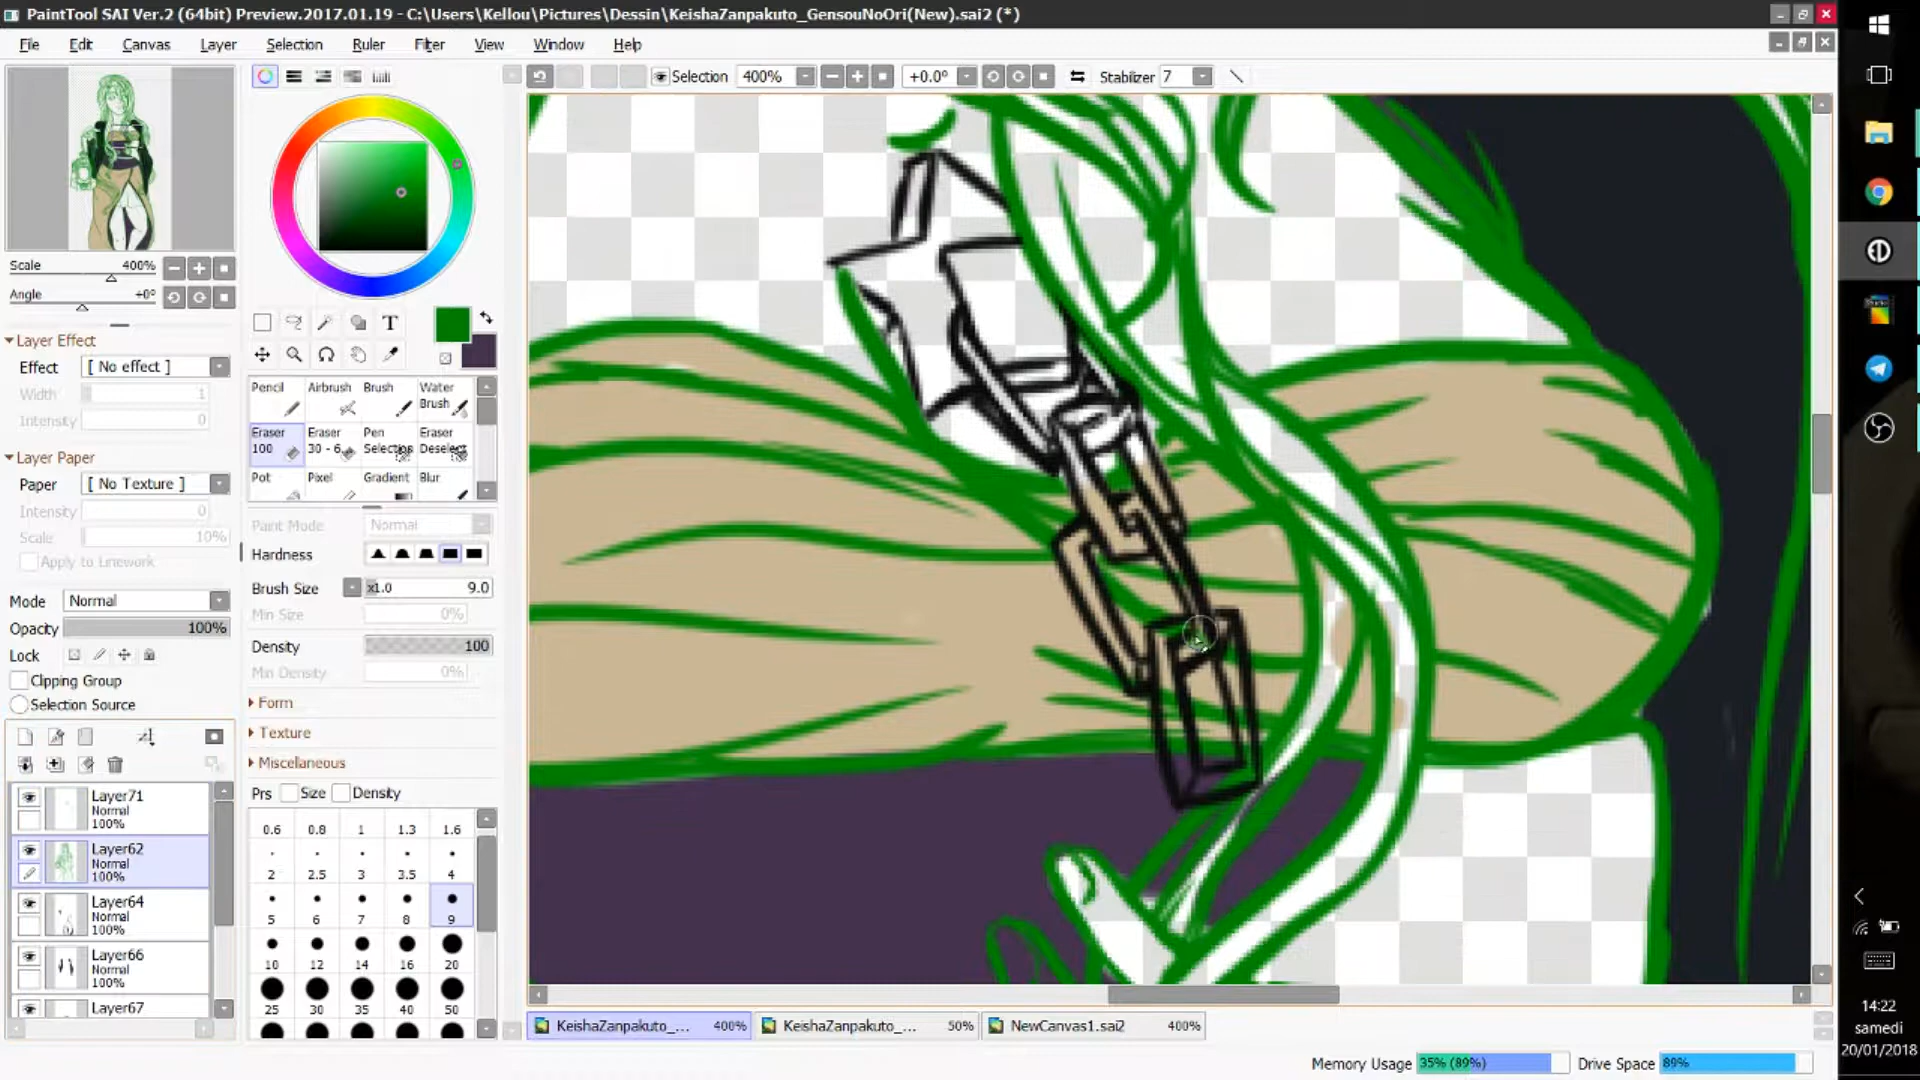 PaintTool SAI Ver.2 (64bit) Preview.2017.01.19 - C:\Users\Kellou\Pictures\Dessin\KeishaZanpakuto_GensouNoOri(New).sai2 (*)
File Edit Canvas Layer Selection Ruler Filter View Window Help
Selection 400% +0.0° Stabilizer 7
Scale 400%
Angle +0°
Layer Effect
Effect [ No effect ]
Width 1
Intensity 0
Layer Paper
Paper [ No Texture ]
Intensity 0
Scale 10%
Apply to Linework
Mode Normal
Opacity 100%
Lock
Clipping Group
Selection Source
Layer71
Normal
100%
Layer62
Normal
100%
Layer64
Normal
100%
Layer66
Normal
100%
Layer67
T
Pencil Airbrush Brush Water Brush
Eraser 100 Eraser 30 - 6 Pen Selection Eraser Deselect
Pot Pixel Gradient Blur
Paint Mode Normal
Hardness
Brush Size x1.0 9.0
Min Size 0%
Density 100
Min Density 0%
Form
Texture
Miscellaneous
Prs Size Density
0.6 0.8 1 1.3 1.6
2 2.5 3 3.5 4
5 6 7 8 9
10 12 14 16 20
25 30 35 40 50
KeishaZanpakuto_... 400% KeishaZanpakuto_... 50% NewCanvas1.sai2 400%
Memory Usage 35% (89%) Drive Space 89%
14:22
samedi
20/01/2018